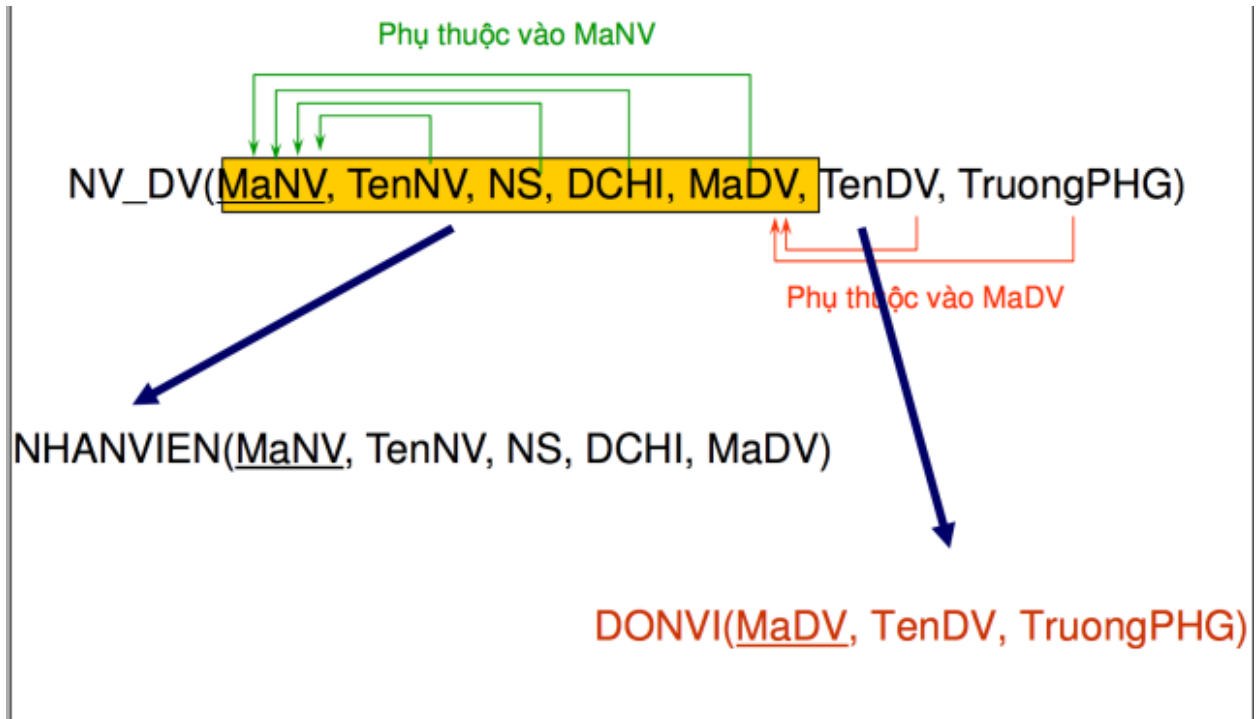 Phụ thuộc vào MaNV
NV_DV(MaNV, TenNV, NS, DCHI, MaDV, TenDV, TruongPHG)
Phụ thuộc vào MaDV
NHANVIEN(MaNV, TenNV, NS, DCHI, MaDV)
DONVI(MaDV, TenDV, TruongPHG)